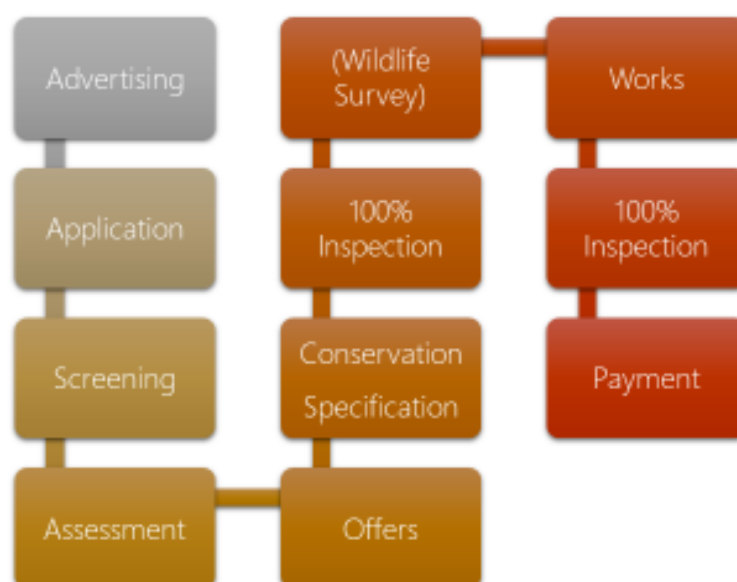 Advertising
Application
Screening
Assessment
Offers
Conservation
Specification
100%
Inspection
(Wildlife
Survey)
Works
100%
Inspection
Payment